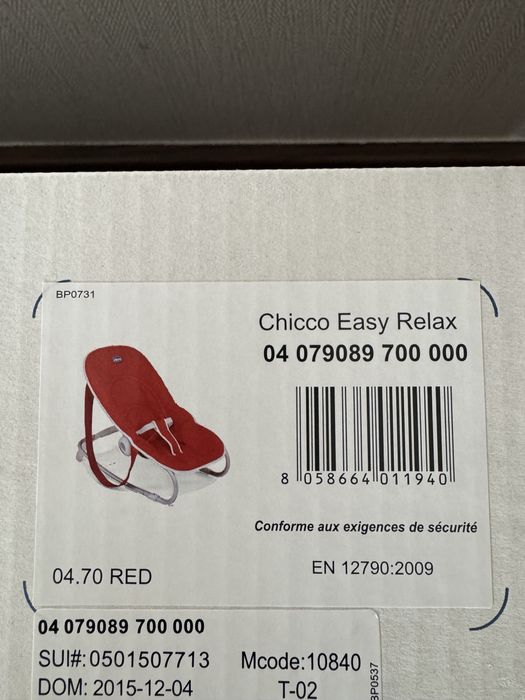 BP0731
Chicco Easy Relax
04 079089 700 000
8 058664 011940
Conforme aux exigences de sécurité
04.70 RED
EN 12790:2009
04 079089 700 000
SUI#: 0501507713
Mcode:10840
DOM: 2015-12-04
T-02
BP0537